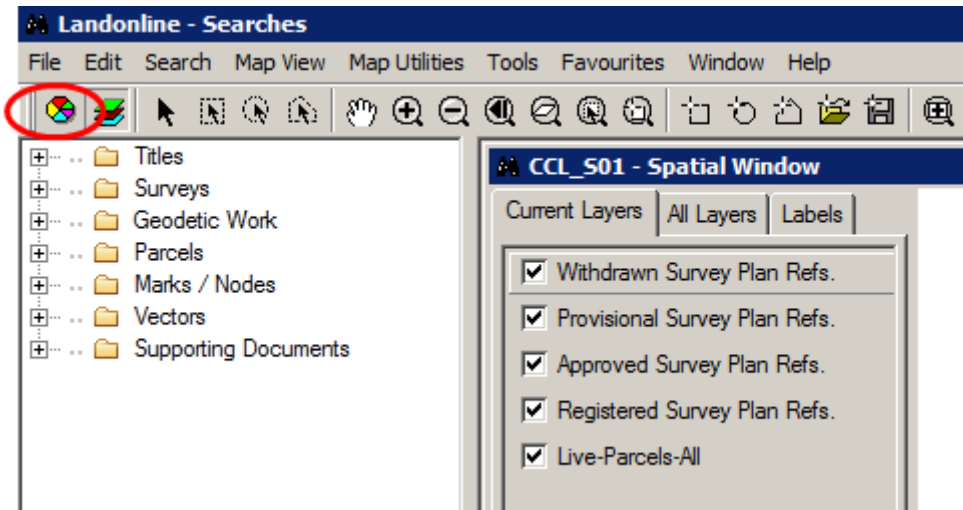 Landonline - Searches
File Edit Search Map View Map Utilities Tools Favourites Window Help
Titles
Surveys
Geodetic Work
Parcels
Marks / Nodes
Vectors
Supporting Documents
CCL_S01 - Spatial Window
Current Layers All Layers Labels
Withdrawn Survey Plan Refs.
Provisional Survey Plan Refs.
Approved Survey Plan Refs.
Registered Survey Plan Refs.
Live-Parcels-All